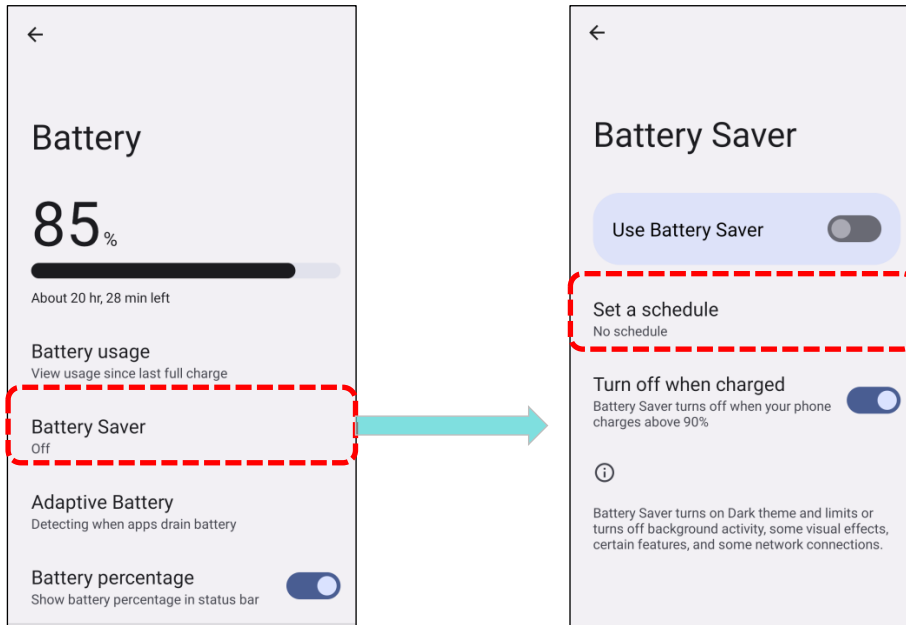 Battery
85%
About 20 hr, 28 min left
Battery usage
View usage since last full charge
Battery Saver
Off
Adaptive Battery
Detecting when apps drain battery
Battery percentage
Show battery percentage in status bar
Battery Saver
Use Battery Saver
Set a schedule
No schedule
Turn off when charged
Battery Saver turns off when your phone
charges above 90%
Battery Saver turns on Dark theme and limits or
turns off background activity, some visual effects,
certain features, and some network connections.